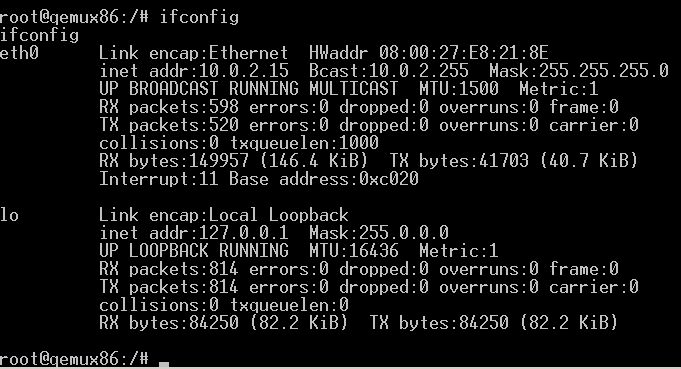 root@qemux86:/# ifconfig
ifconfig
eth0      Link encap:Ethernet  HWaddr 08:00:27:E8:21:8E
          inet addr:10.0.2.15  Bcast:10.0.2.255  Mask:255.255.255.0
          UP BROADCAST RUNNING MULTICAST  MTU:1500  Metric:1
          RX packets:598 errors:0 dropped:0 overruns:0 frame:0
          TX packets:520 errors:0 dropped:0 overruns:0 carrier:0
          collisions:0 txqueuelen:1000
          RX bytes:149957 (146.4 KiB)  TX bytes:41703 (40.7 KiB)
          Interrupt:11 Base address:0xc020
lo        Link encap:Local Loopback
          inet addr:127.0.0.1  Mask:255.0.0.0
          UP LOOPBACK RUNNING  MTU:16436  Metric:1
          RX packets:814 errors:0 dropped:0 overruns:0 frame:0
          TX packets:814 errors:0 dropped:0 overruns:0 carrier:0
          collisions:0 txqueuelen:0
          RX bytes:84250 (82.2 KiB)  TX bytes:84250 (82.2 KiB)
root@qemux86:/# _